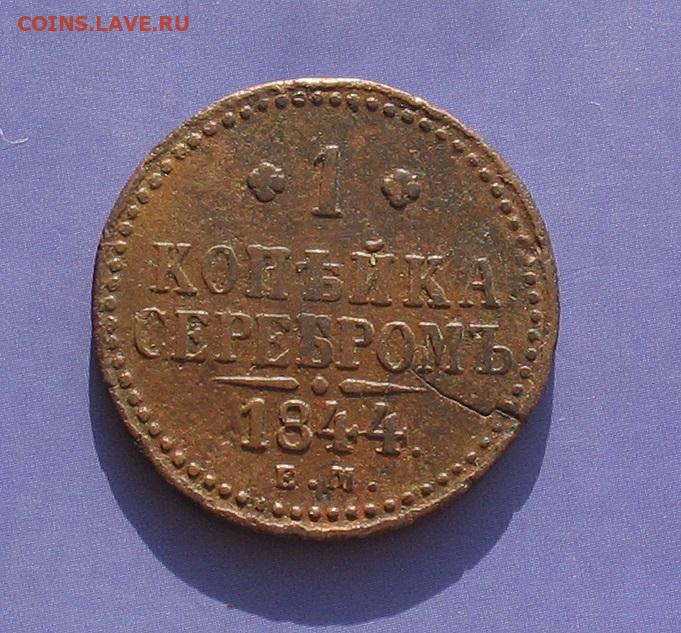 COINS.LAVE.RU
1
КОПѢЙКА
СЕРЕБРОМЪ
1844.
Е.М.